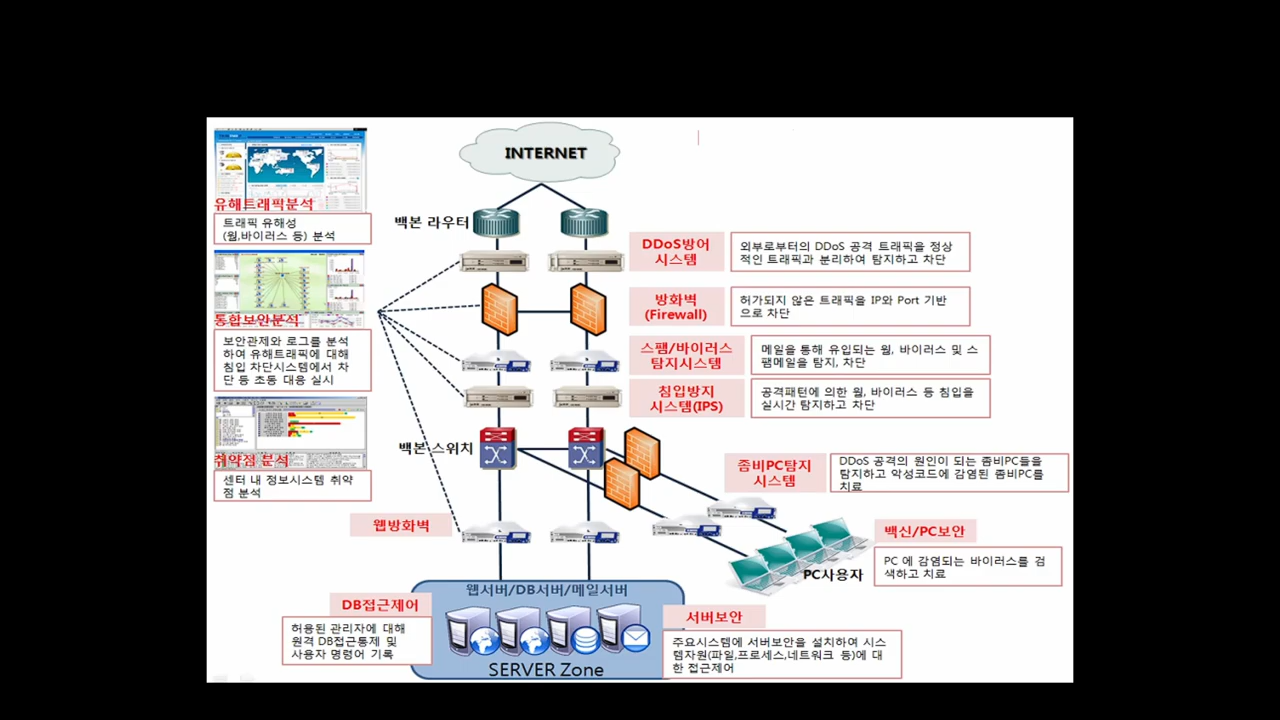 INTERNET
유해트래픽분석
트래픽 유해성
(웜,바이러스 등) 분석
백본 라우터
DDoS방어
시스템
외부로부터의 DDoS 공격 트래픽을 정상
적인 트래픽과 분리하여 탐지하고 차단
통합보안분석
보안관제와 로그를 분석
하여 유해트래픽에 대해
침입 차단시스템에서 차
단 등 초동 대응 실시
방화벽
(Firewall)
허가되지 않은 트래픽을 IP와 Port 기반
으로 차단
스팸/바이러스
탐지시스템
메일을 통해 유입되는 웜, 바이러스 및 스
팸메일을 탐지, 차단
침입방지
시스템(IPS)
공격패턴에 의한 웜, 바이러스 등 침입을
실시간 탐지하고 차단
취약점 분석
센터 내 정보시스템 취약
점 분석
백본 스위치
좀비PC탐지
시스템
DDoS 공격의 원인이 되는 좀비PC들을
탐지하고 악성코드에 감염된 좀비PC를
치료
웹방화벽
백신/PC보안
PC 에 감염되는 바이러스를 검
색하고 치료
PC사용자
웹서버/DB서버/메일서버
DB접근제어
허용된 관리자에 대해
원격 DB접근통제 및
사용자 명령어 기록
서버보안
주요시스템에 서버보안을 설치하여 시스
템자원(파일,프로세스,네트워크 등)에 대
한 접근제어
SERVER Zone